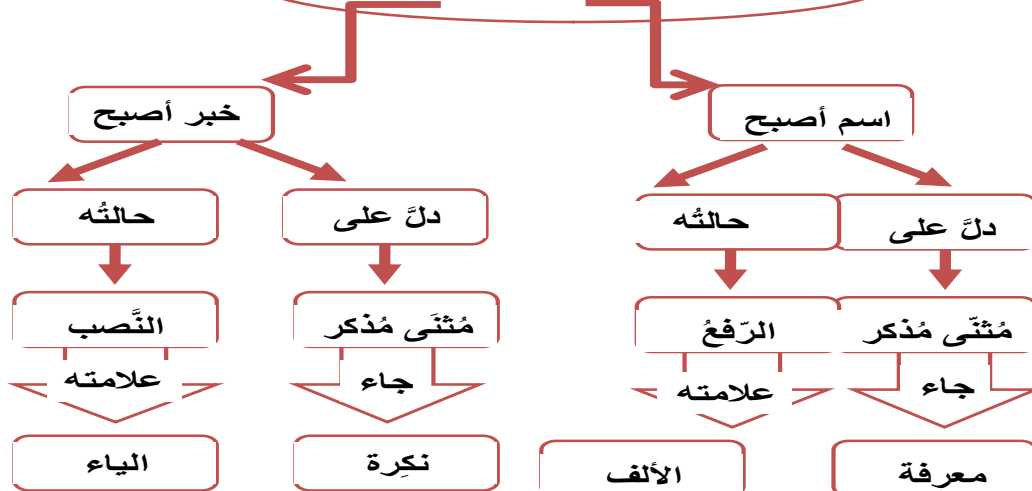 اسم أصبح
خبر أصبح
دلَّ على
حالتُه
دلَّ على
حالتُه
مُثنّى مُذكر
الرّفعُ
مُثنَى مُذكر
النَّصب
جاء
علامته
جاء
علامته
معرفة
الألف
نكِرة
الياء